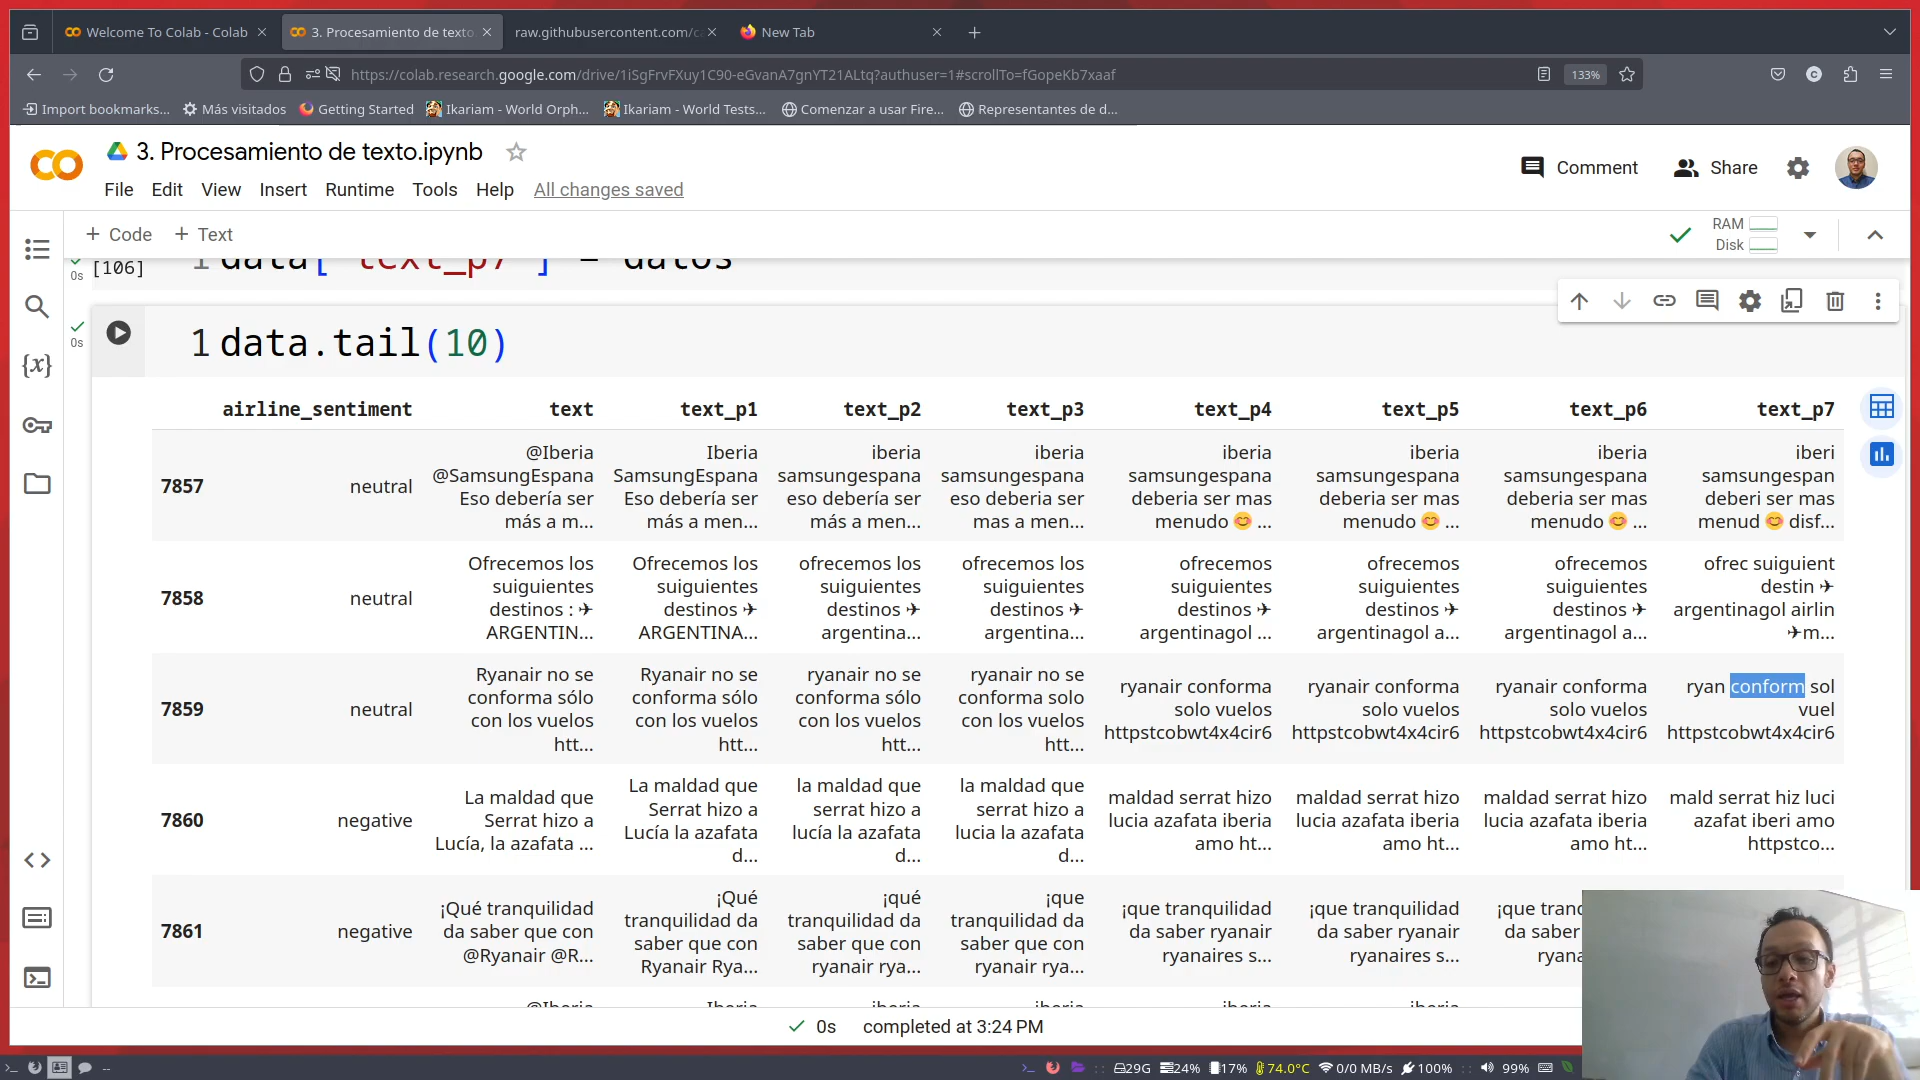 Welcome To Colab - Colab
3. Procesamiento de texto
raw.githubusercontent.com/c
New Tab
https://colab.research.google.com/drive/1iSgFrvFXuy1C90-eGvanA7gnYT21ALtq?authuser=1#scrollTo=fGopeKb7xaaf
133%
Import bookmarks...
Más visitados
Getting Started
Ikariam - World Orph...
Ikariam - World Tests...
Comenzar a usar Fire...
Representantes de d...
3. Procesamiento de texto.ipynb
Comment
Share
File Edit View Insert Runtime Tools Help All changes saved
+ Code + Text
RAM
Disk
0s [106] 1 data["text_p7"] = datos
0s
1 data.tail(10)
airline_sentiment text text_p1 text_p2 text_p3 text_p4 text_p5 text_p6 text_p7
@Iberia Iberia iberia iberia iberia iberia iberia iberi
7857 neutral @SamsungEspana SamsungEspana samsungespana samsungespana samsungespana samsungespana samsungespana samsungespan
Eso debería ser Eso debería ser eso debería ser eso deberia ser deberia ser mas deberia ser mas deberia ser mas deberi ser mas
más a m... más a men... más a men... mas a men... menudo 😊 ... menudo 😊 ... menudo 😊 ... menud 😊 disf...
Ofrecemos los Ofrecemos los ofrecemos los ofrecemos los ofrecemos ofrecemos ofrecemos ofrec suiguient
7858 neutral suiguientes suiguientes suiguientes suiguientes suiguientes suiguientes suiguientes destin ✈
destinos : ✈ destinos ✈ destinos ✈ destinos ✈ destinos ✈ destinos ✈ destinos ✈ argentinagol airlin
ARGENTIN... ARGENTINA... argentina... argentina... argentinagol ... argentinagol a... argentinagol a... ✈m...
Ryanair no se Ryanair no se ryanair no se ryanair no se ryanair conforma ryanair conforma ryanair conforma ryan conform sol
7859 neutral conforma sólo conforma sólo conforma sólo conforma solo solo vuelos solo vuelos solo vuelos vuel
con los vuelos con los vuelos con los vuelos con los vuelos httpstcobwt4x4cir6 httpstcobwt4x4cir6 httpstcobwt4x4cir6 httpstcobwt4x4cir6
htt... htt... htt... htt...
La maldad que La maldad que la maldad que la maldad que maldad serrat hizo maldad serrat hizo maldad serrat hizo mald serrat hiz luci
7860 negative Serrat hizo a Serrat hizo a serrat hizo a serrat hizo a lucia azafata iberia lucia azafata iberia lucia azafata iberia azafat iberi amo
Lucía, la azafata ... Lucía la azafata lucía la azafata lucia la azafata amo ht... amo ht... amo ht... httpstco...
d... d... d...
¡Qué tranquilidad ¡Qué ¡qué ¡que ¡que tranquilidad ¡que tranquilidad ¡que tranq
7861 negative da saber que con tranquilidad da tranquilidad da tranquilidad da da saber ryanair da saber ryanair da saber
@Ryanair @R... saber que con saber que con saber que con ryanaires s... ryanaires s... ryana
Ryanair Rya... ryanair rya... ryanair rya...
@Iberia Iberia iberia iberia iberia iberia
0s completed at 3:24 PM
29G 24% 17% 74.0°C 0/0 MB/s 100% 99%